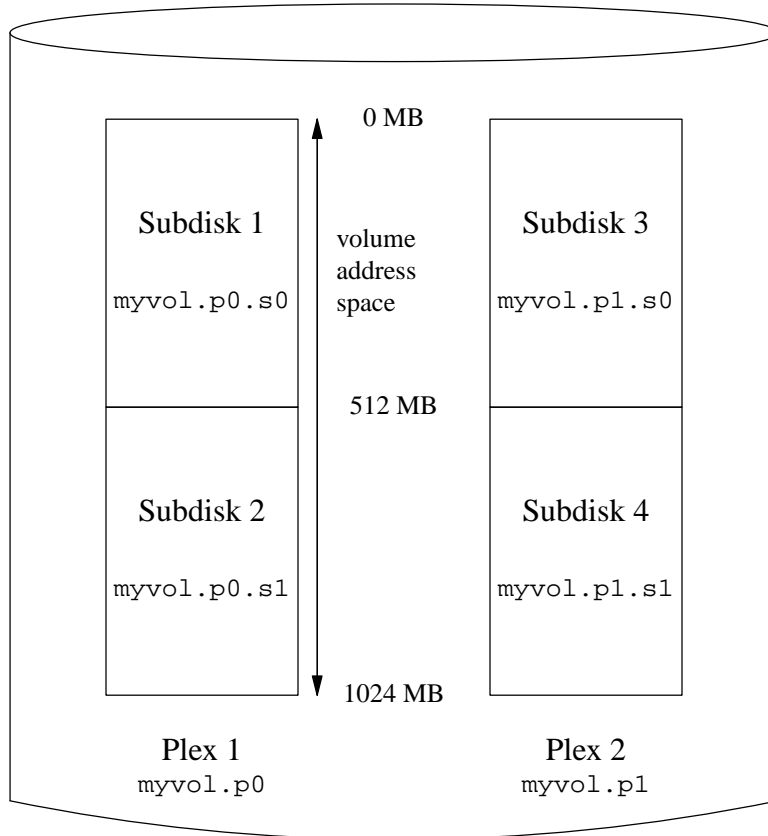 0 MB
Subdisk 1
myvol.p0.s0
volume
address
space
Subdisk 3
myvol.p1.s0
512 MB
Subdisk 2
myvol.p0.s1
Subdisk 4
myvol.p1.s1
1024 MB
Plex 1
myvol.p0
Plex 2
myvol.p1